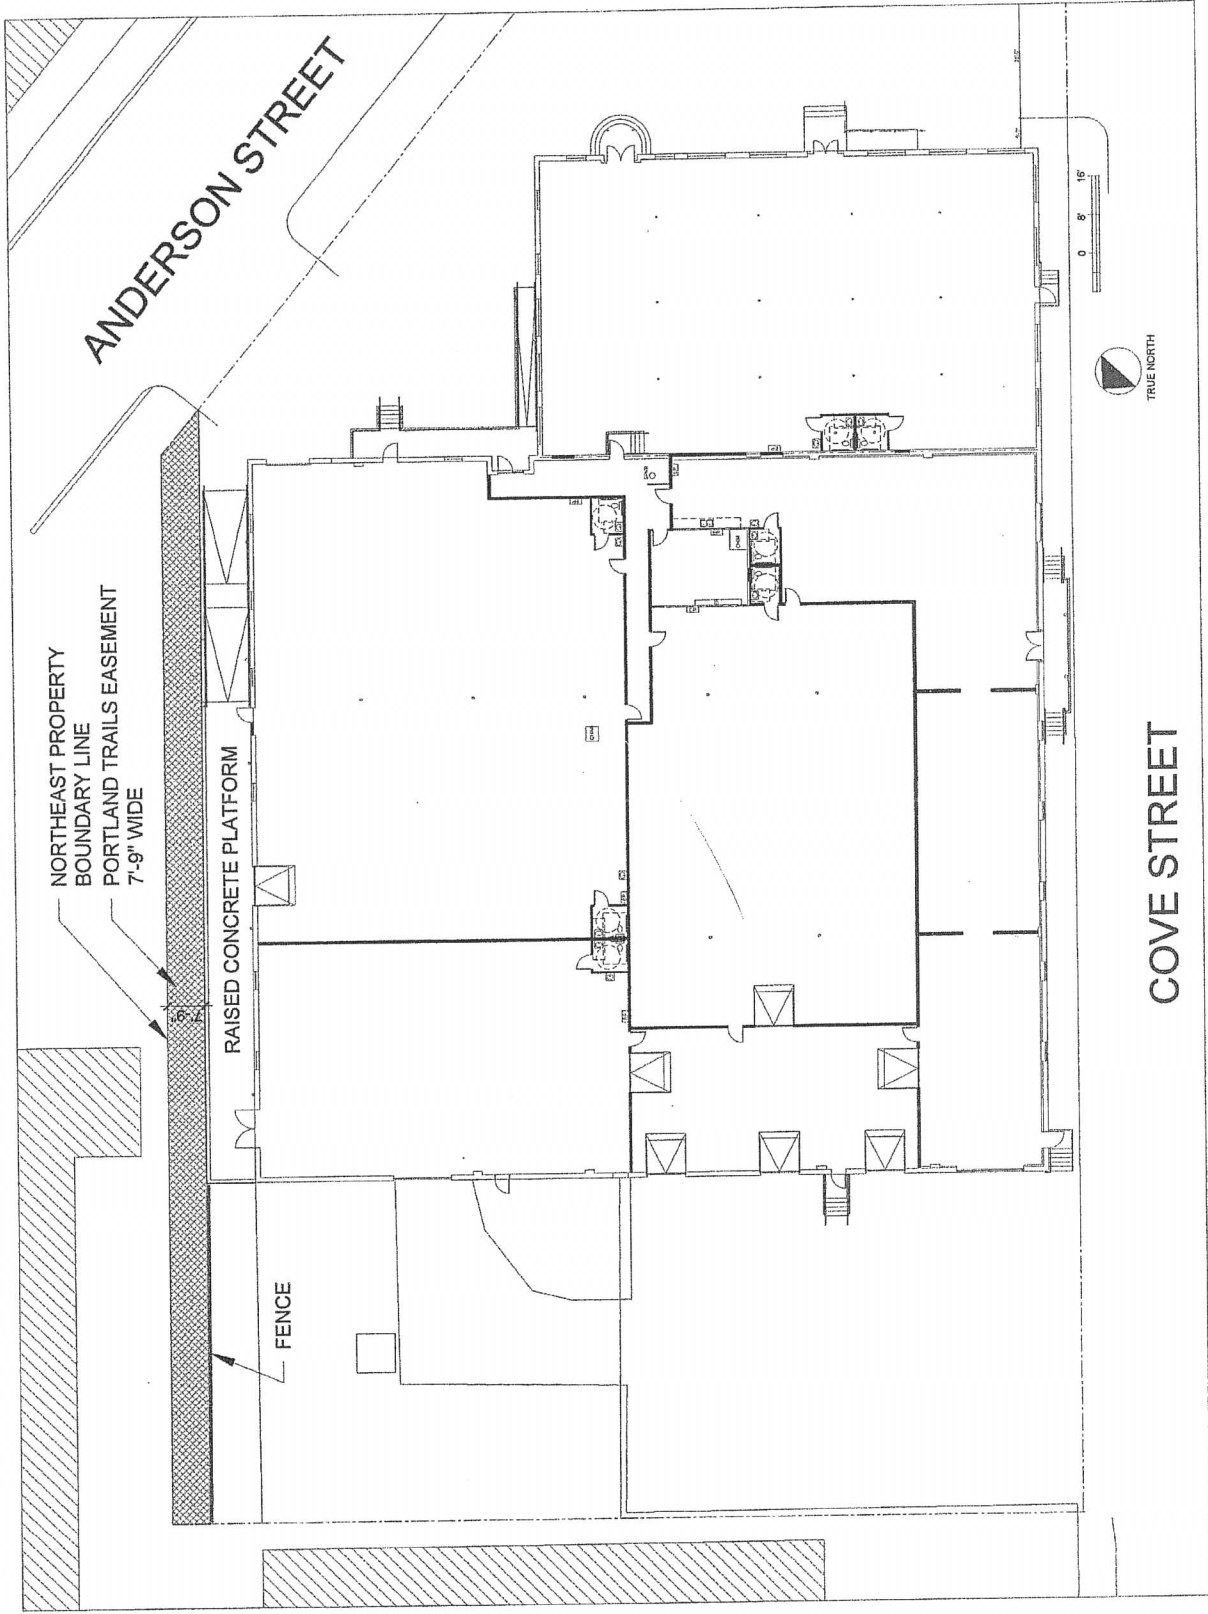 ANDERSON STREET
NORTHEAST PROPERTY
BOUNDARY LINE
PORTLAND TRAILS EASEMENT
7'-9" WIDE
7'-9"
RAISED CONCRETE PLATFORM
FENCE
0 8' 16'
TRUE NORTH
COVE STREET